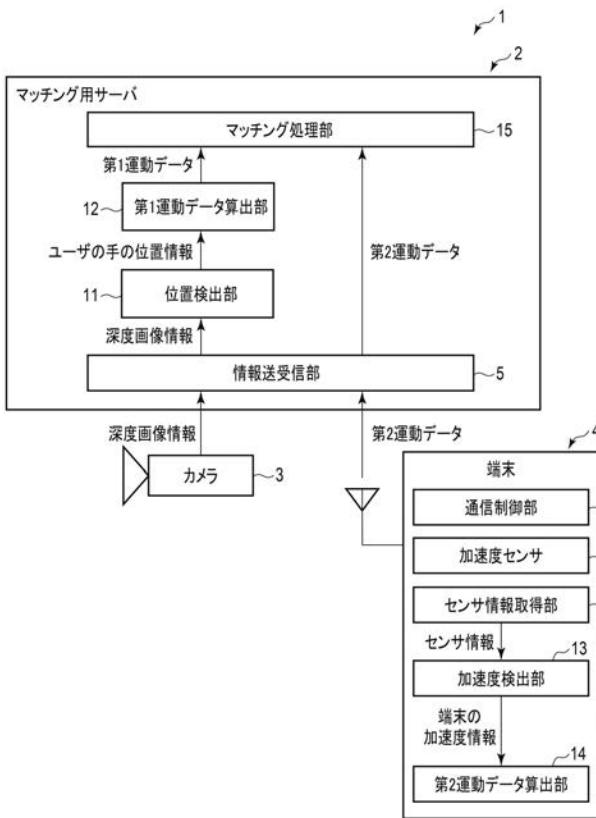 1
2
マッチング用サーバ
マッチング処理部
15
第1運動データ
12
第1運動データ算出部
ユーザの手の位置情報
第2運動データ
11
位置検出部
深度画像情報
情報送受信部
5
深度画像情報
第2運動データ
4
カメラ
3
端末
通信制御部
加速度センサ
センサ情報取得部
センサ情報
13
加速度検出部
端末の
加速度情報
14
第2運動データ算出部